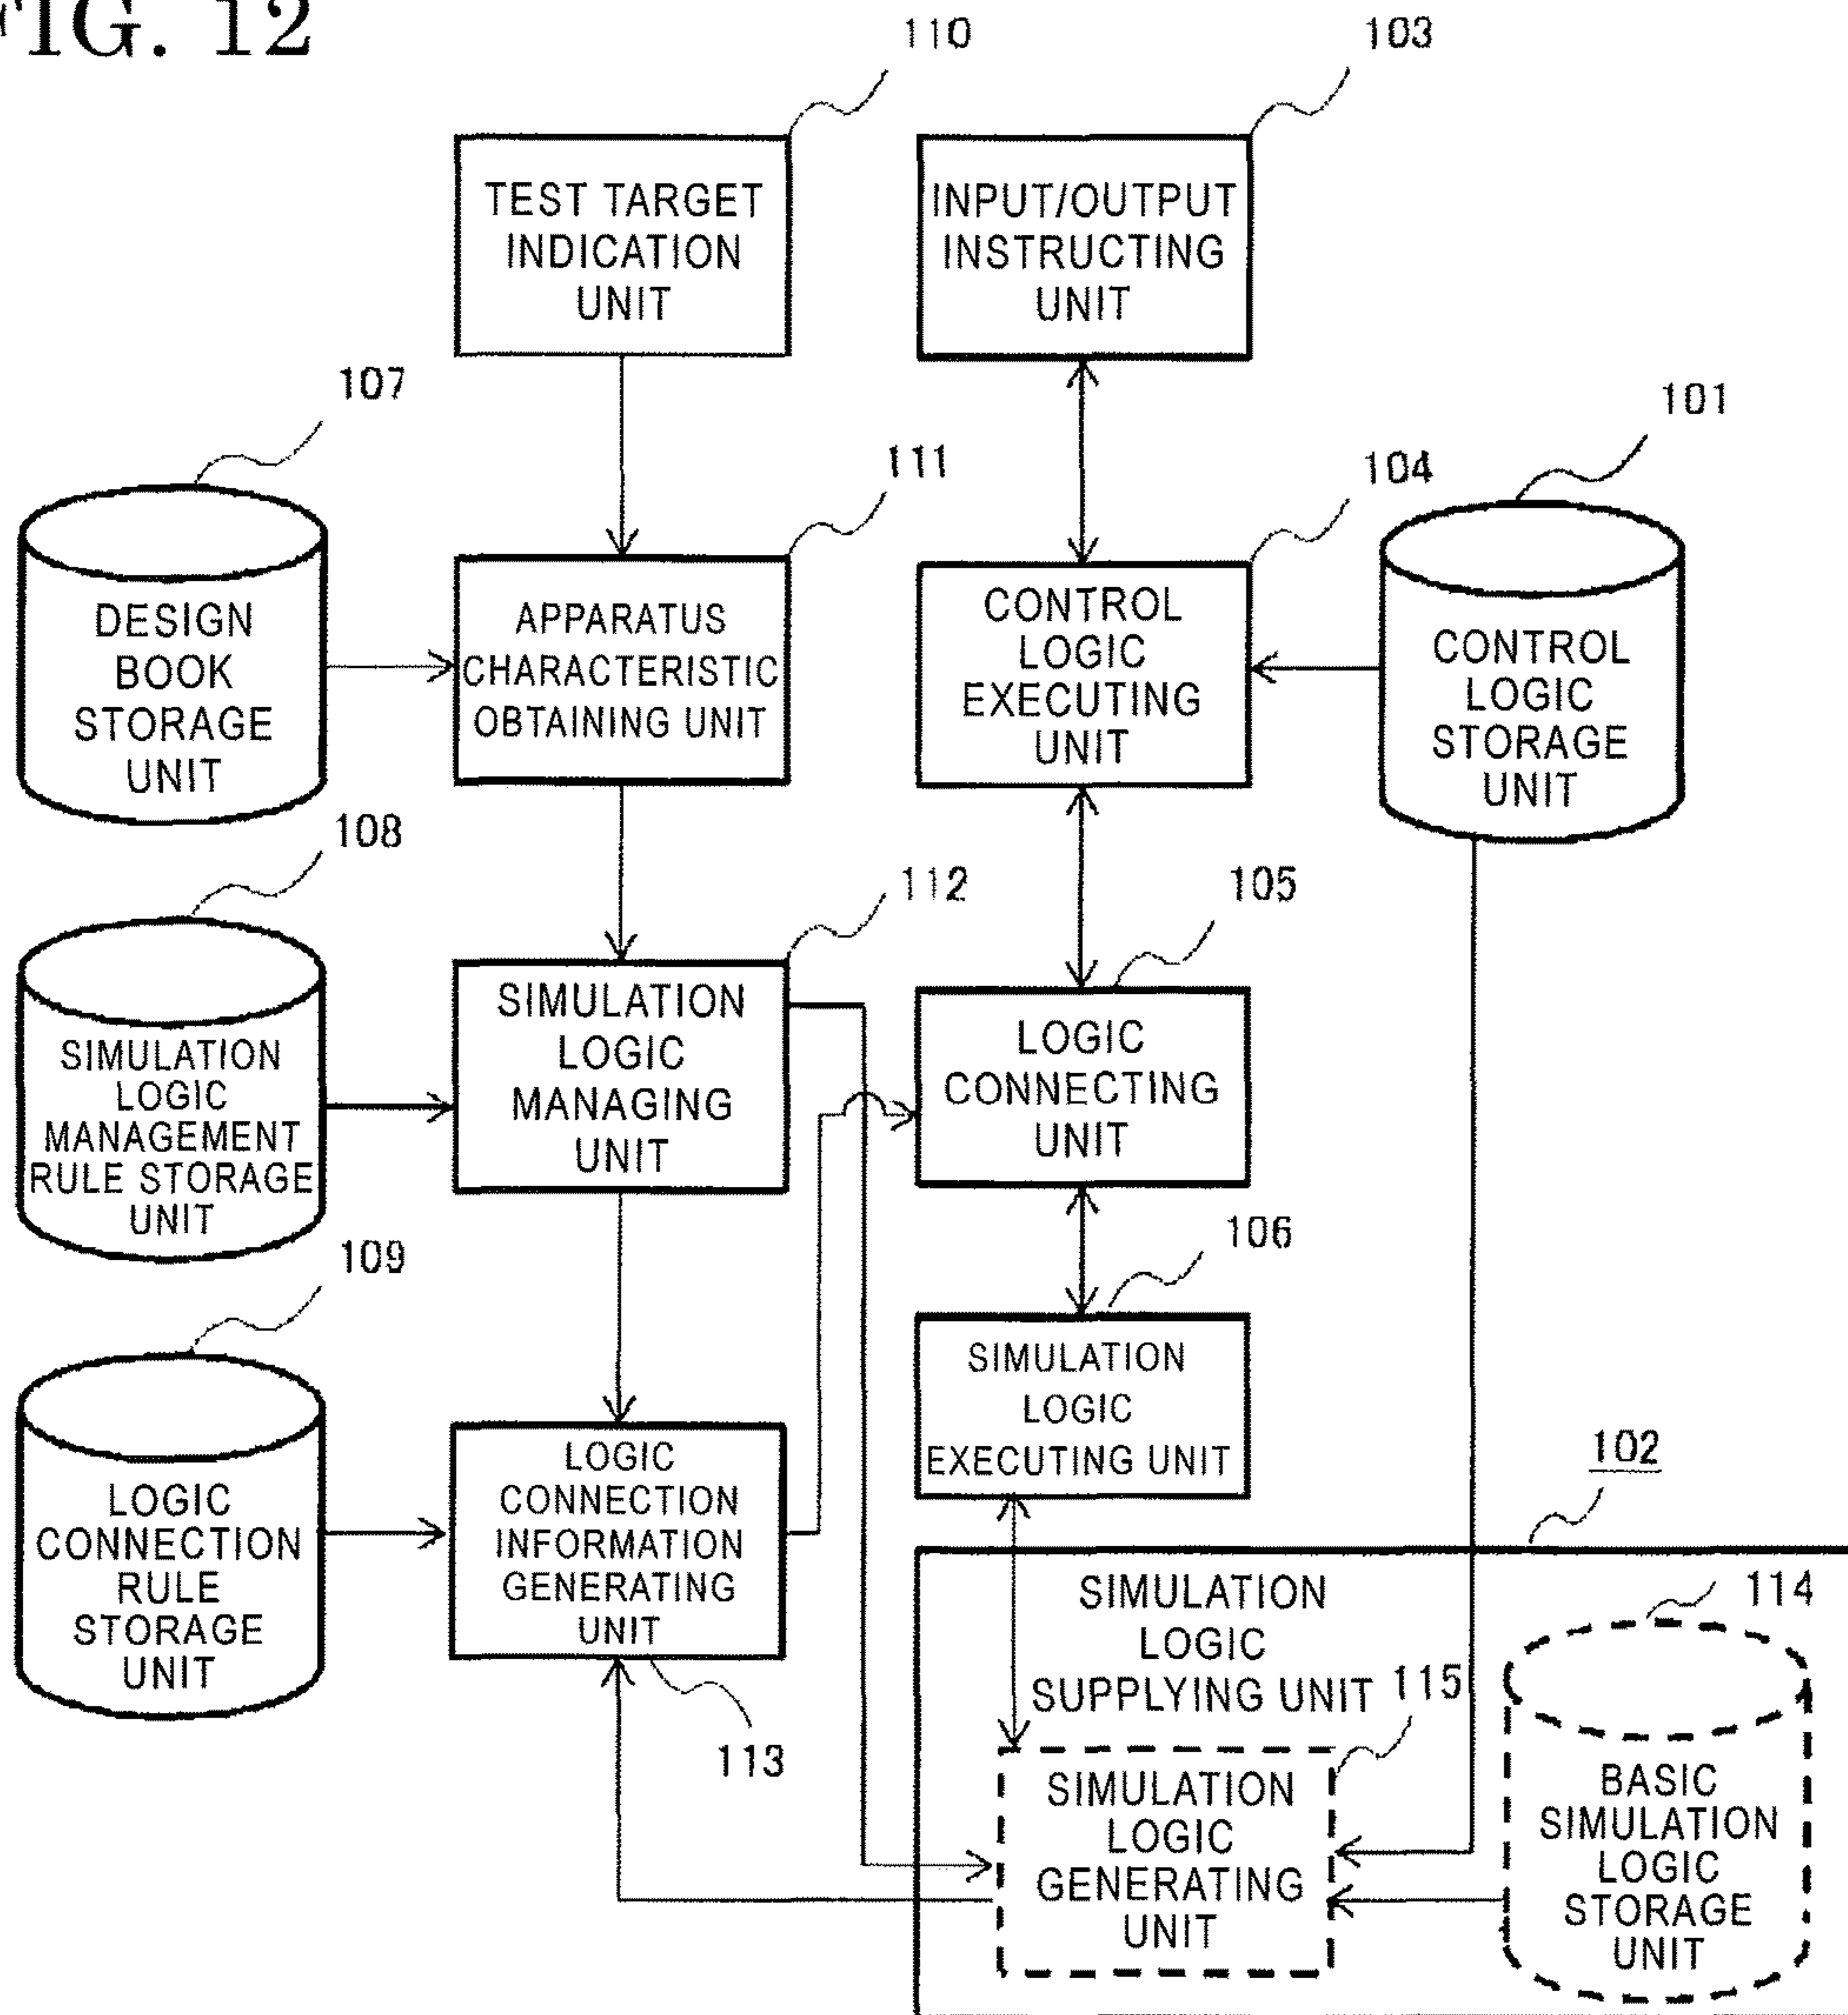 FIG. 12
110
103
TEST TARGET
INDICATION
UNIT
INPUT/OUTPUT
INSTRUCTING
UNIT
107
101
111
104
DESIGN
BOOK
STORAGE
UNIT
APPARATUS
CHARACTERISTIC
OBTAINING UNIT
CONTROL
LOGIC
EXECUTING
UNIT
CONTROL
LOGIC
STORAGE
UNIT
108
112
105
SIMULATION
LOGIC
MANAGEMENT
RULE STORAGE
UNIT
SIMULATION
LOGIC
MANAGING
UNIT
LOGIC
CONNECTING
UNIT
109
106
LOGIC
CONNECTION
RULE
STORAGE
UNIT
LOGIC
CONNECTION
INFORMATION
GENERATING
UNIT
113
SIMULATION
LOGIC
EXECUTING UNIT
102
SIMULATION
LOGIC
SUPPLYING UNIT
114
115
SIMULATION
LOGIC
GENERATING
UNIT
BASIC
SIMULATION
LOGIC
STORAGE
UNIT